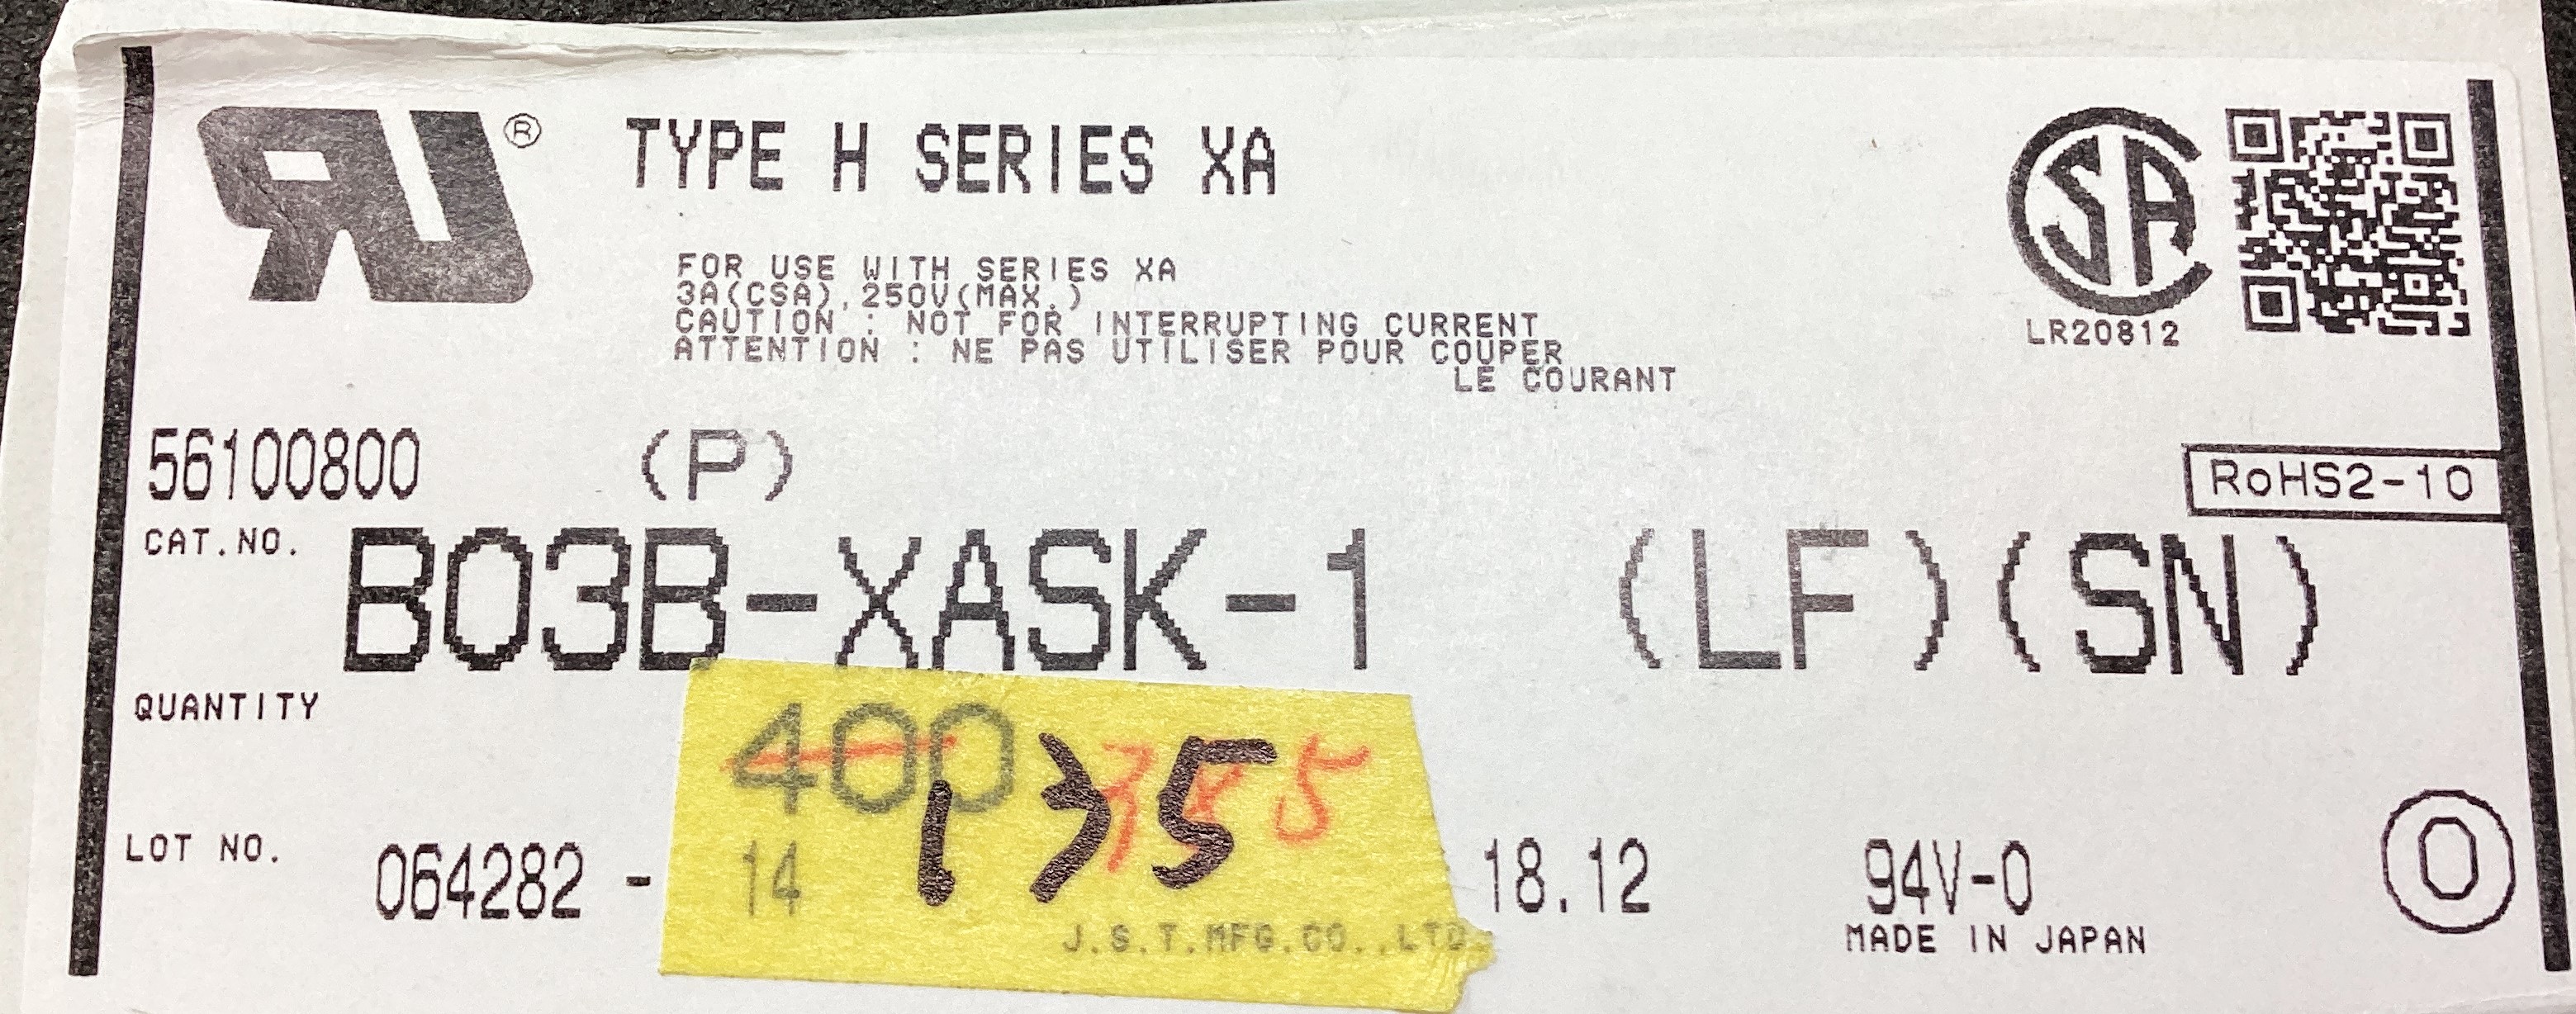 ® TYPE H SERIES XA
FOR USE WITH SERIES XA
3A(CSA),250V(MAX.)
CAUTION : NOT FOR INTERRUPTING CURRENT
ATTENTION : NE PAS UTILISER POUR COUPER
LE COURANT
LR20812
56100800 (P)
RoHS2-10
CAT.NO. B03B-XASK-1 (LF)(SN)
QUANTITY 400
135
LOT NO. 064282 - 14 18.12 94V-0 0
J.S.T.MFG.CO.,LTD.
MADE IN JAPAN